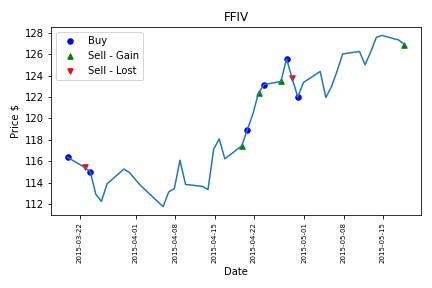 FFIV
Buy
Sell - Gain
Sell - Lost
Price $
128
126
124
122
120
118
116
114
112
2015-03-22
2015-04-01
2015-04-08
2015-04-15
2015-04-22
2015-05-01
2015-05-08
2015-05-15
Date